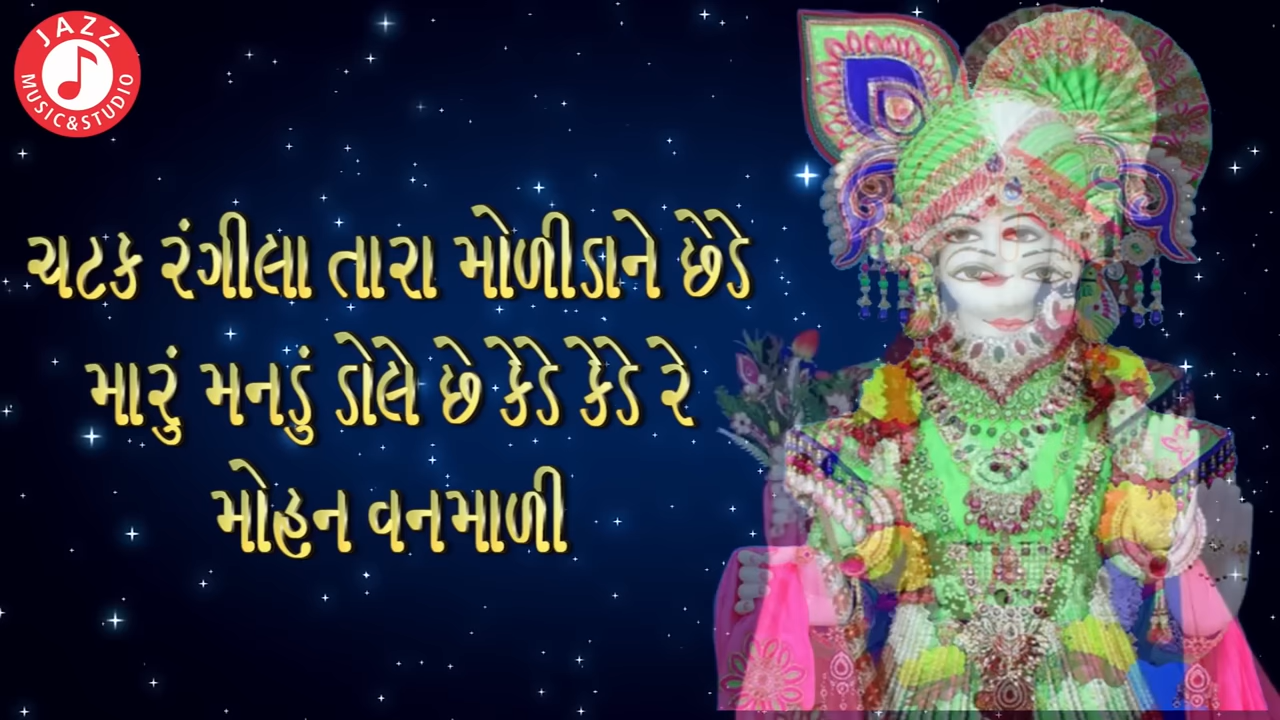 JAZZ
MUSIC&STUDIO
ચટક રંગીલા તારા મોળીડાને છૈડે
મારું મનડું ડોલે છે કેડે કેડે રે
મોહન વનમાળી